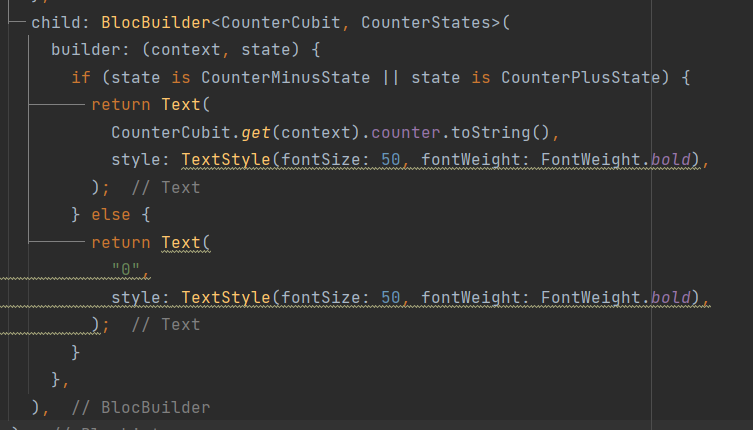 child: BlocBuilder<CounterCubit, CounterStates>(
builder: (context, state) {
if (state is CounterMinusState || state is CounterPlusState) {
return Text(
CounterCubit.get(context).counter.toString(),
style: TextStyle(fontSize: 50, fontWeight: FontWeight.bold),
); // Text
} else {
return Text(
"0",
style: TextStyle(fontSize: 50, fontWeight: FontWeight.bold),
); // Text
}
},
), // BlocBuilder